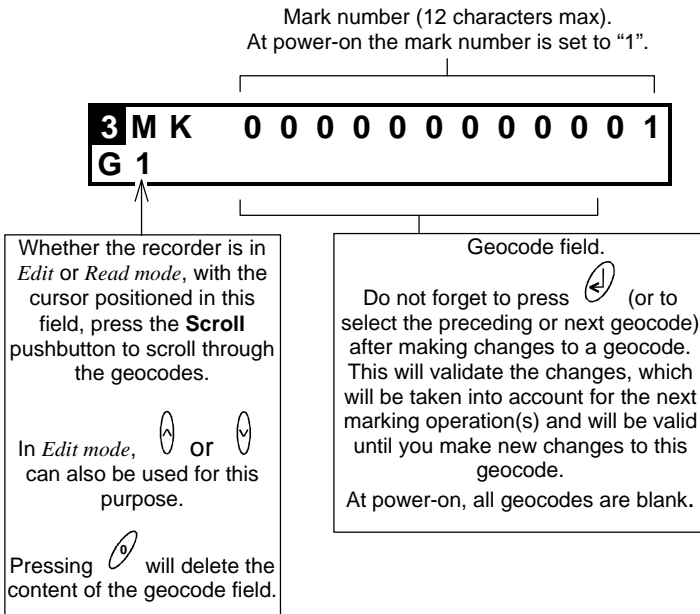 Mark number (12 characters max).
At power-on the mark number is set to “1”.
3 M K 0 0 0 0 0 0 0 0 0 0 0 1
G 1
Whether the recorder is in
Edit or Read mode, with the
cursor positioned in this
field, press the Scroll
pushbutton to scroll through
the geocodes.
In Edit mode, or
can also be used for this
purpose.
Pressing 0 will delete the
content of the geocode field.
Geocode field.
Do not forget to press (or to
select the preceding or next geocode)
after making changes to a geocode.
This will validate the changes, which
will be taken into account for the next
marking operation(s) and will be valid
until you make new changes to this
geocode.
At power-on, all geocodes are blank.